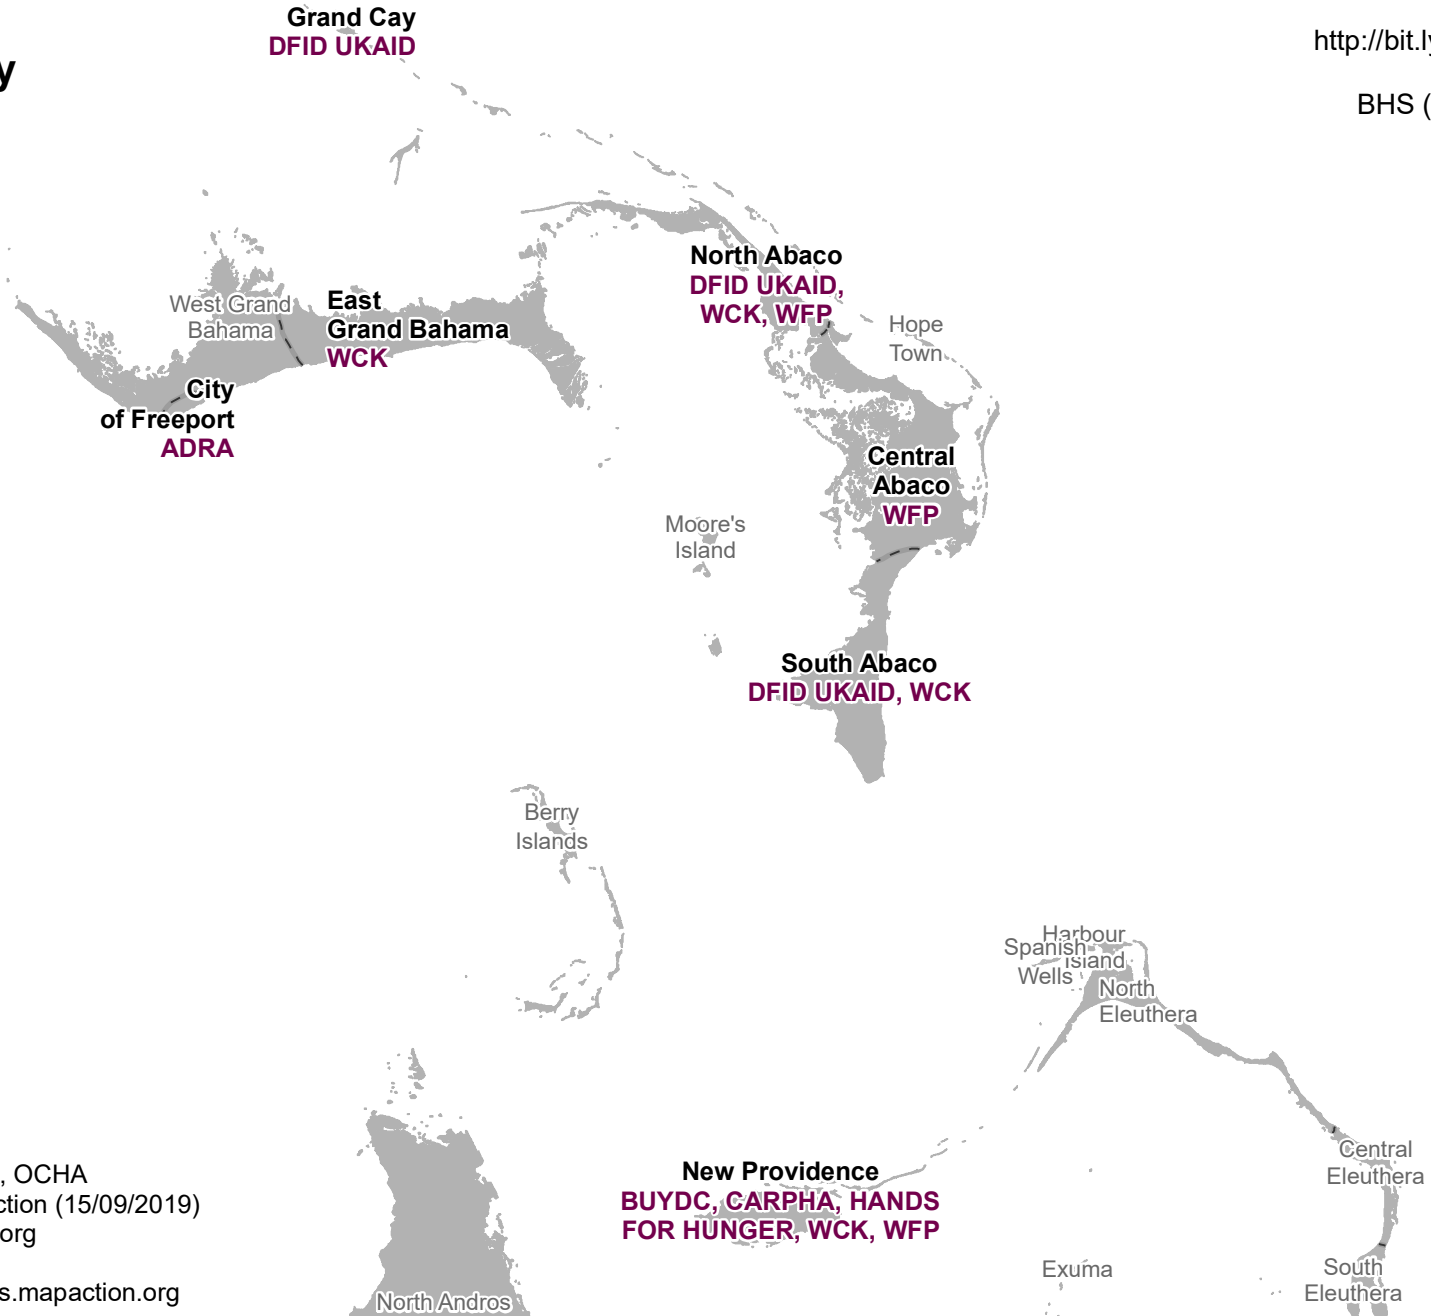 Grand Cay
DFID UKAID
y
http://bit.ly
BHS (
North Abaco
DFID UKAID,
WCK, WFP
West Grand
Bahama
East
Grand Bahama
WCK
Hope
Town
City
of Freeport
ADRA
Central
Abaco
WFP
Moore's
Island
South Abaco
DFID UKAID, WCK
Berry
Islands
Harbour
Island
Spanish
Wells
North
Eleuthera
Central
Eleuthera
New Providence
BUYDC, CARPHA, HANDS
FOR HUNGER, WCK, WFP
, OCHA
ction (15/09/2019)
org
s.mapaction.org
Exuma
South
Eleuthera
North Andros